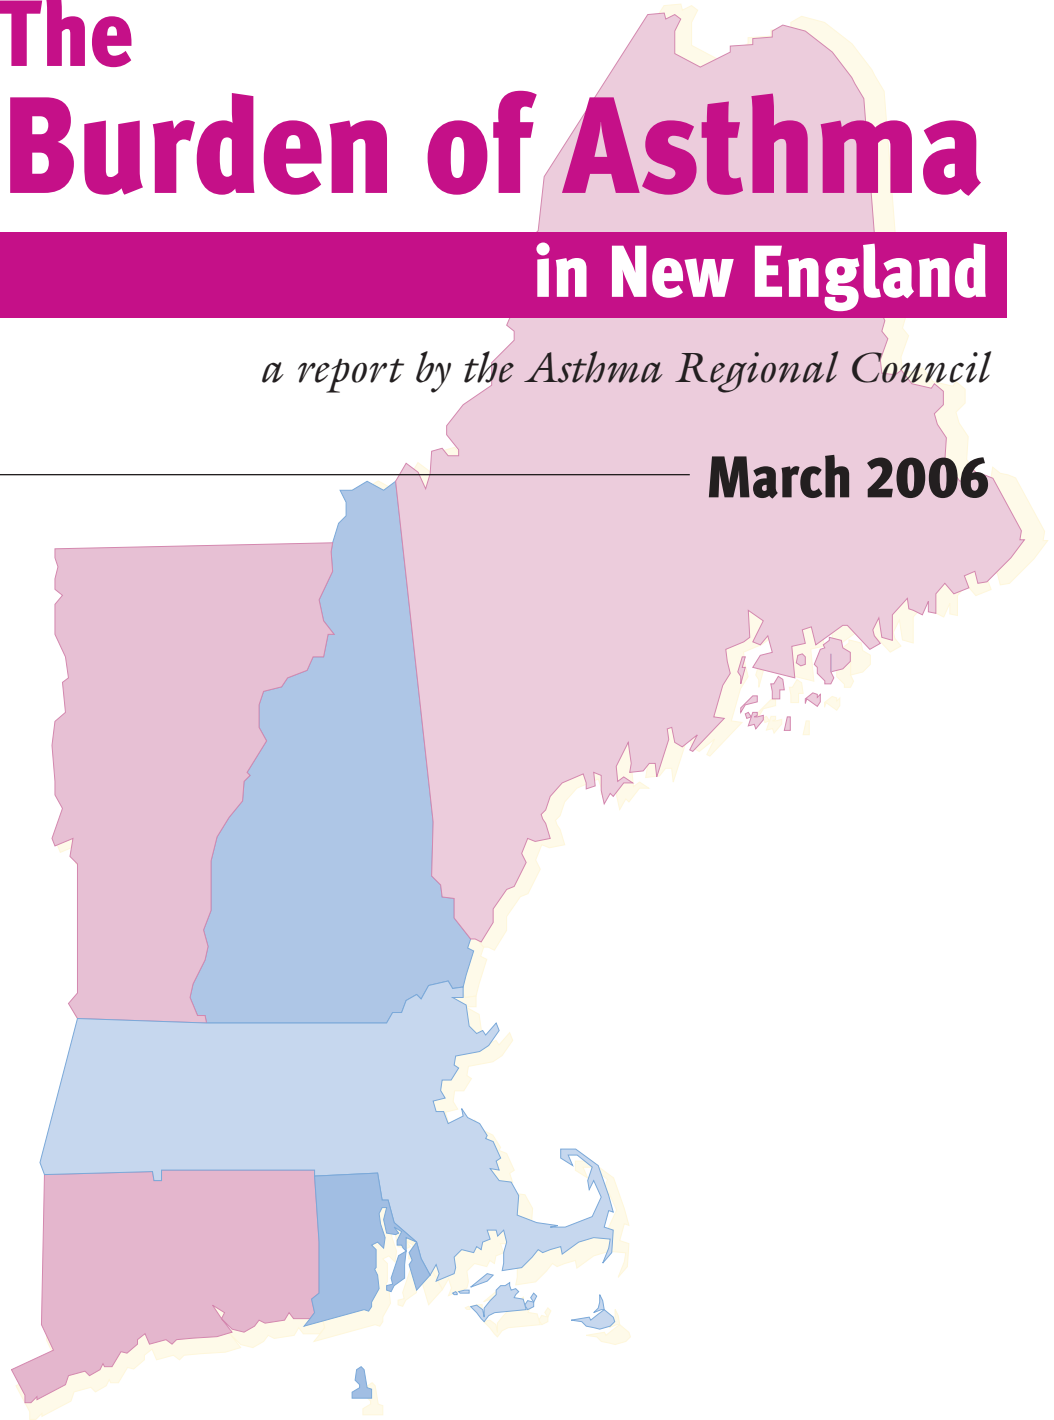 The
Burden of Asthma
in New England
a report by the Asthma Regional Council
March 2006